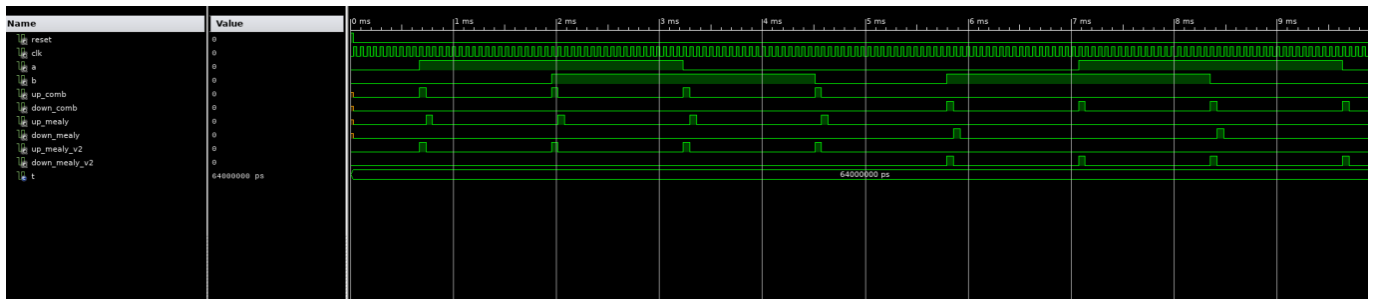 Name Value 0 ms 1 ms 2 ms 3 ms 4 ms 5 ms 6 ms 7 ms 8 ms 9 ms
reset 0
clk 0
a 0
b 0
up_comb 0
down_comb 0
up_mealy 0
down_mealy 0
up_mealy_v2 0
down_mealy_v2 0
t 64000000 ps 64000000 ps